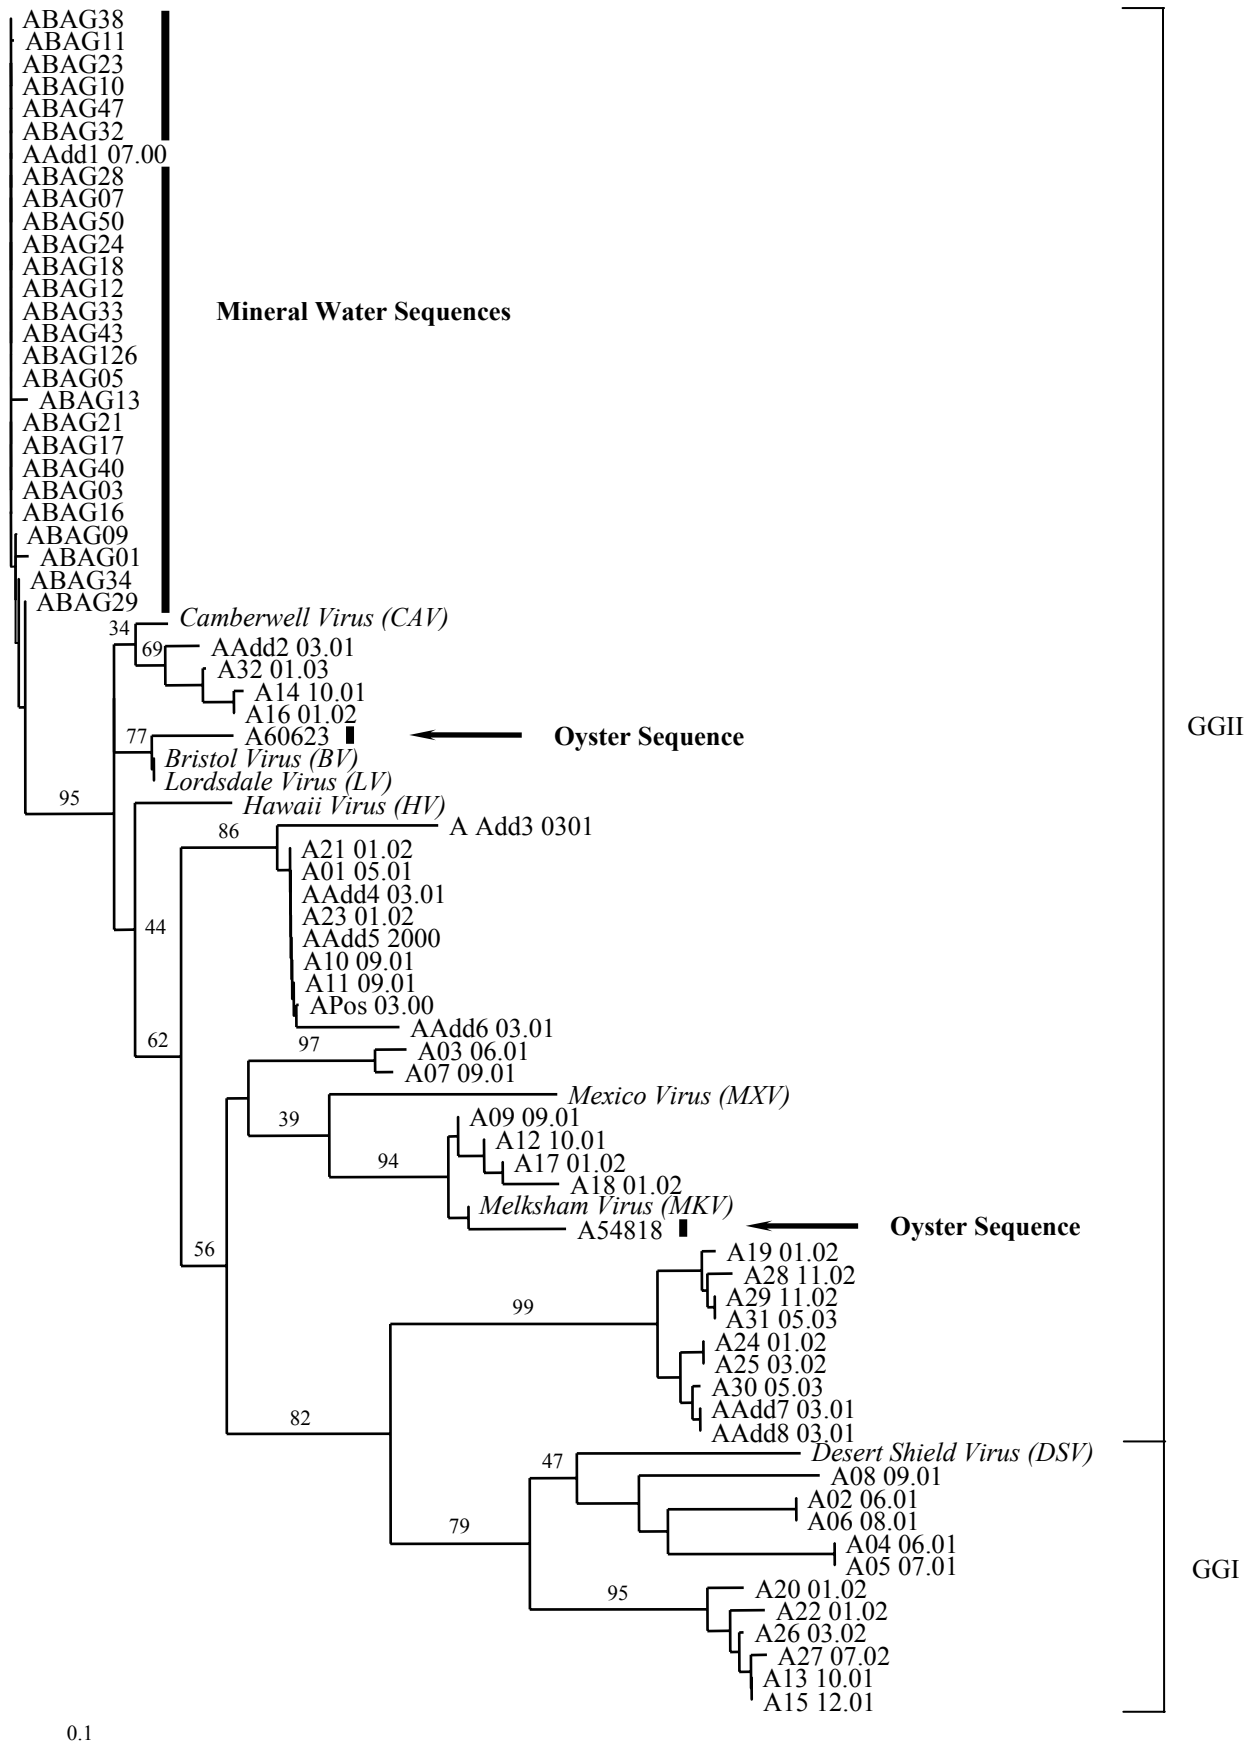 ABAG38
ABAG11
ABAG23
ABAG10
ABAG47
ABAG32
AAdd1 07.00
ABAG28
ABAG07
ABAG50
ABAG24
ABAG18
ABAG12
ABAG33
Mineral Water Sequences
ABAG43
ABAG126
ABAG05
ABAG13
ABAG21
ABAG17
ABAG40
ABAG03
ABAG16
ABAG09
ABAG01
ABAG34
ABAG29
Camberwell Virus (CAV)
34
AAdd2 03.01
69
A32 01.03
A14 10.01
A16 01.02
GGII
77
A60623
Oyster Sequence
Bristol Virus (BV)
Lordsdale Virus (LV)
95
Hawaii Virus (HV)
A Add3 0301
86
A21 01.02
A01 05.01
AAdd4 03.01
A23 01.02
44
AAdd5 2000
A10 09.01
A11 09.01
APos 03.00
AAdd6 03.01
62
97
A03 06.01
A07 09.01
Mexico Virus (MXV)
39
A09 09.01
A12 10.01
94
A17 01.02
A18 01.02
Melksham Virus (MKV)
A54818
Oyster Sequence
56
A19 01.02
A28 11.02
A29 11.02
99
A31 05.03
A24 01.02
A25 03.02
A30 05.03
AAdd7 03.01
82
AAdd8 03.01
Desert Shield Virus (DSV)
47
A08 09.01
A02 06.01
A06 08.01
79
A04 06.01
A05 07.01
GGI
95
A20 01.02
A22 01.02
A26 03.02
A27 07.02
A13 10.01
A15 12.01
0.1